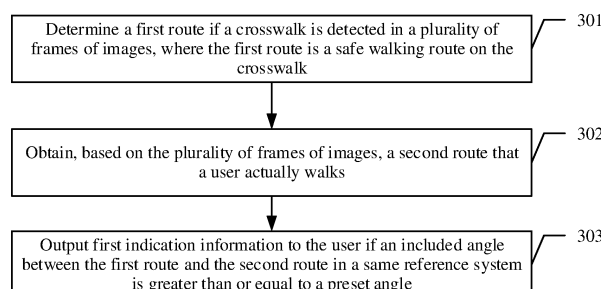 Determine a first route if a crosswalk is detected in a plurality of
frames of images, where the first route is a safe walking route on the
crosswalk
301
Obtain, based on the plurality of frames of images, a second route that
a user actually walks
302
Output first indication information to the user if an included angle
between the first route and the second route in a same reference system
is greater than or equal to a preset angle
303